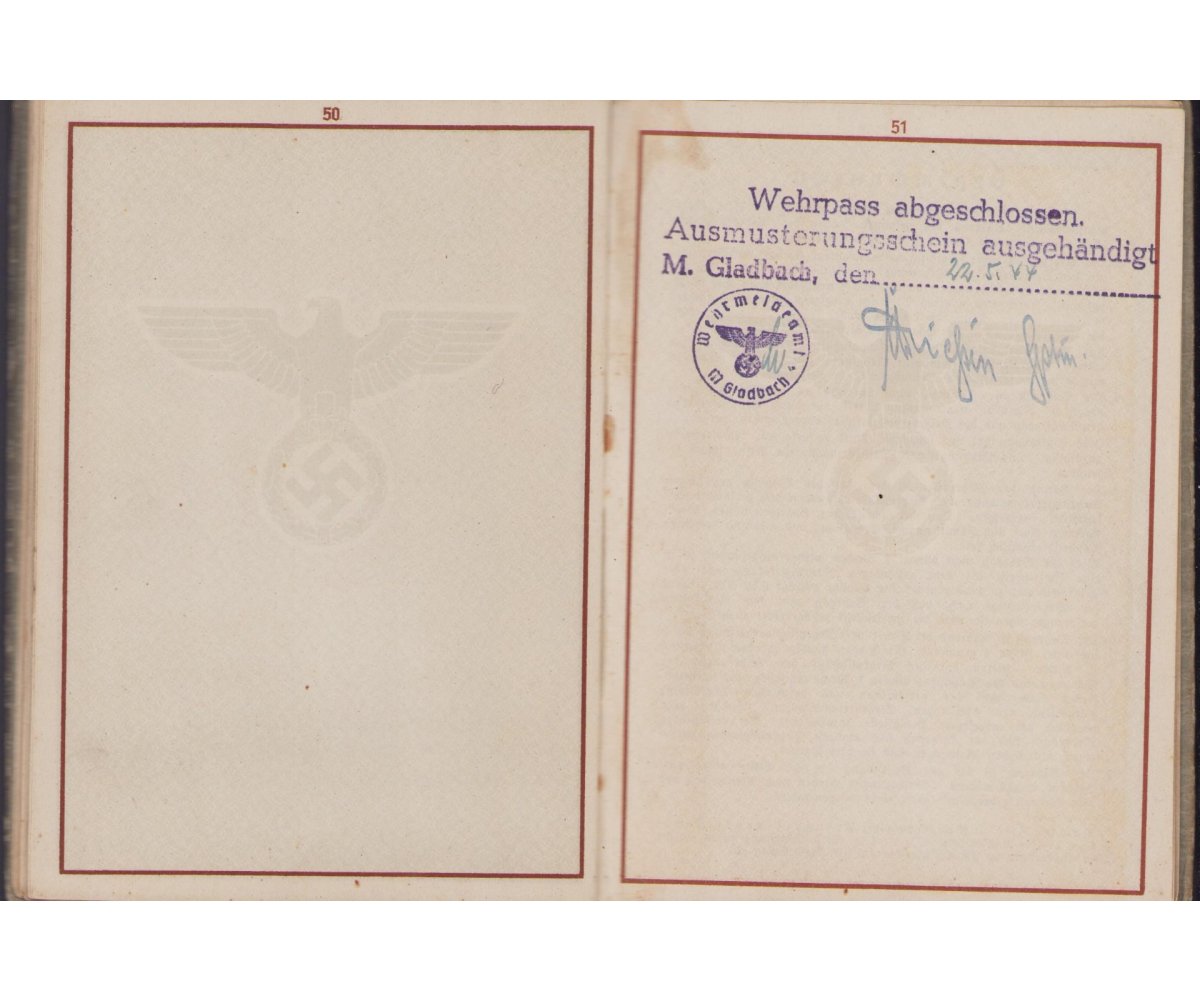 50
51
Wehrpass abgeschlossen.
Ausmusterungsschein ausgehändigt
M. Gladbach, den 22.5.44
Wehrmeldeamt
M Gladbach